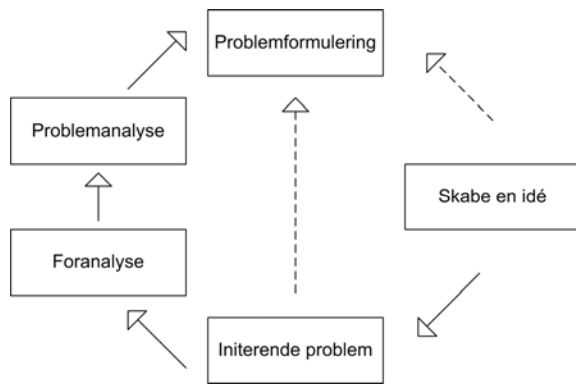 Problemformulering
Problemanalyse
Skabe en idé
Foranalyse
Initerende problem